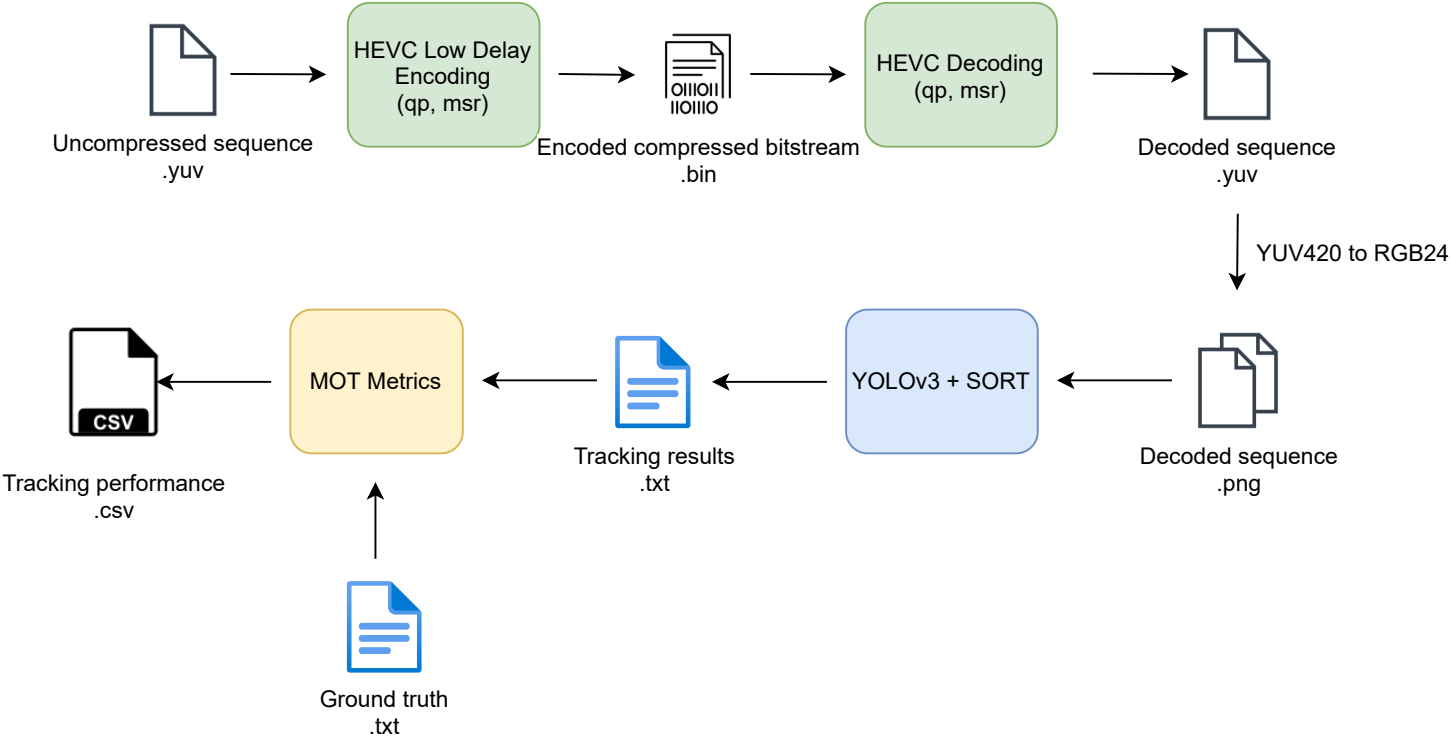 HEVC Low Delay
Encoding
(qp, msr)
HEVC Decoding
(qp, msr)
OIIIOII
IIOIIIO
Uncompressed sequence
.yuv
Encoded compressed bitstream
.bin
Decoded sequence
.yuv
YUV420 to RGB24
MOT Metrics
YOLOv3 + SORT
CSV
Tracking results
.txt
Decoded sequence
.png
Tracking performance
.csv
Ground truth
.txt